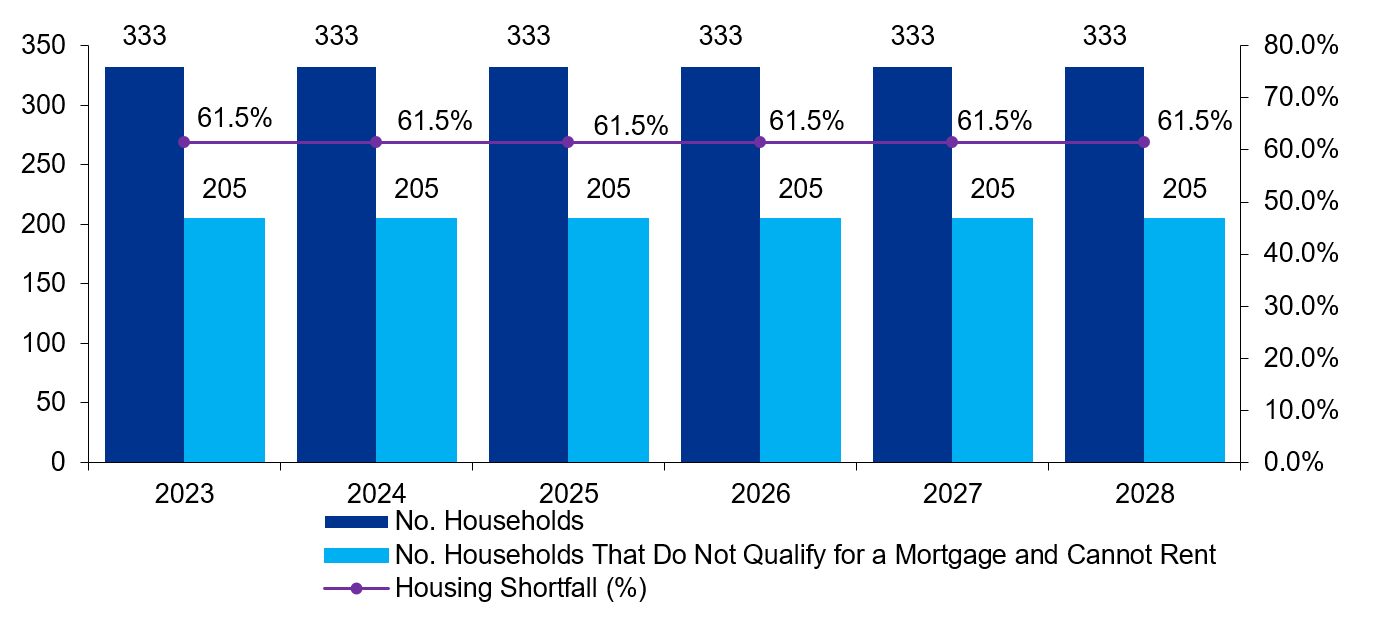 333 333 333 333 333 333
350 80.0%
300 70.0%
61.5% 61.5% 61.5% 61.5% 61.5% 61.5%
250 60.0%
205 205 205 205 205 205
200 50.0%
150 40.0%
100 30.0%
50 20.0%
0 10.0%
0.0%
2023 2024 2025 2026 2027 2028
No. Households
No. Households That Do Not Qualify for a Mortgage and Cannot Rent
Housing Shortfall (%)